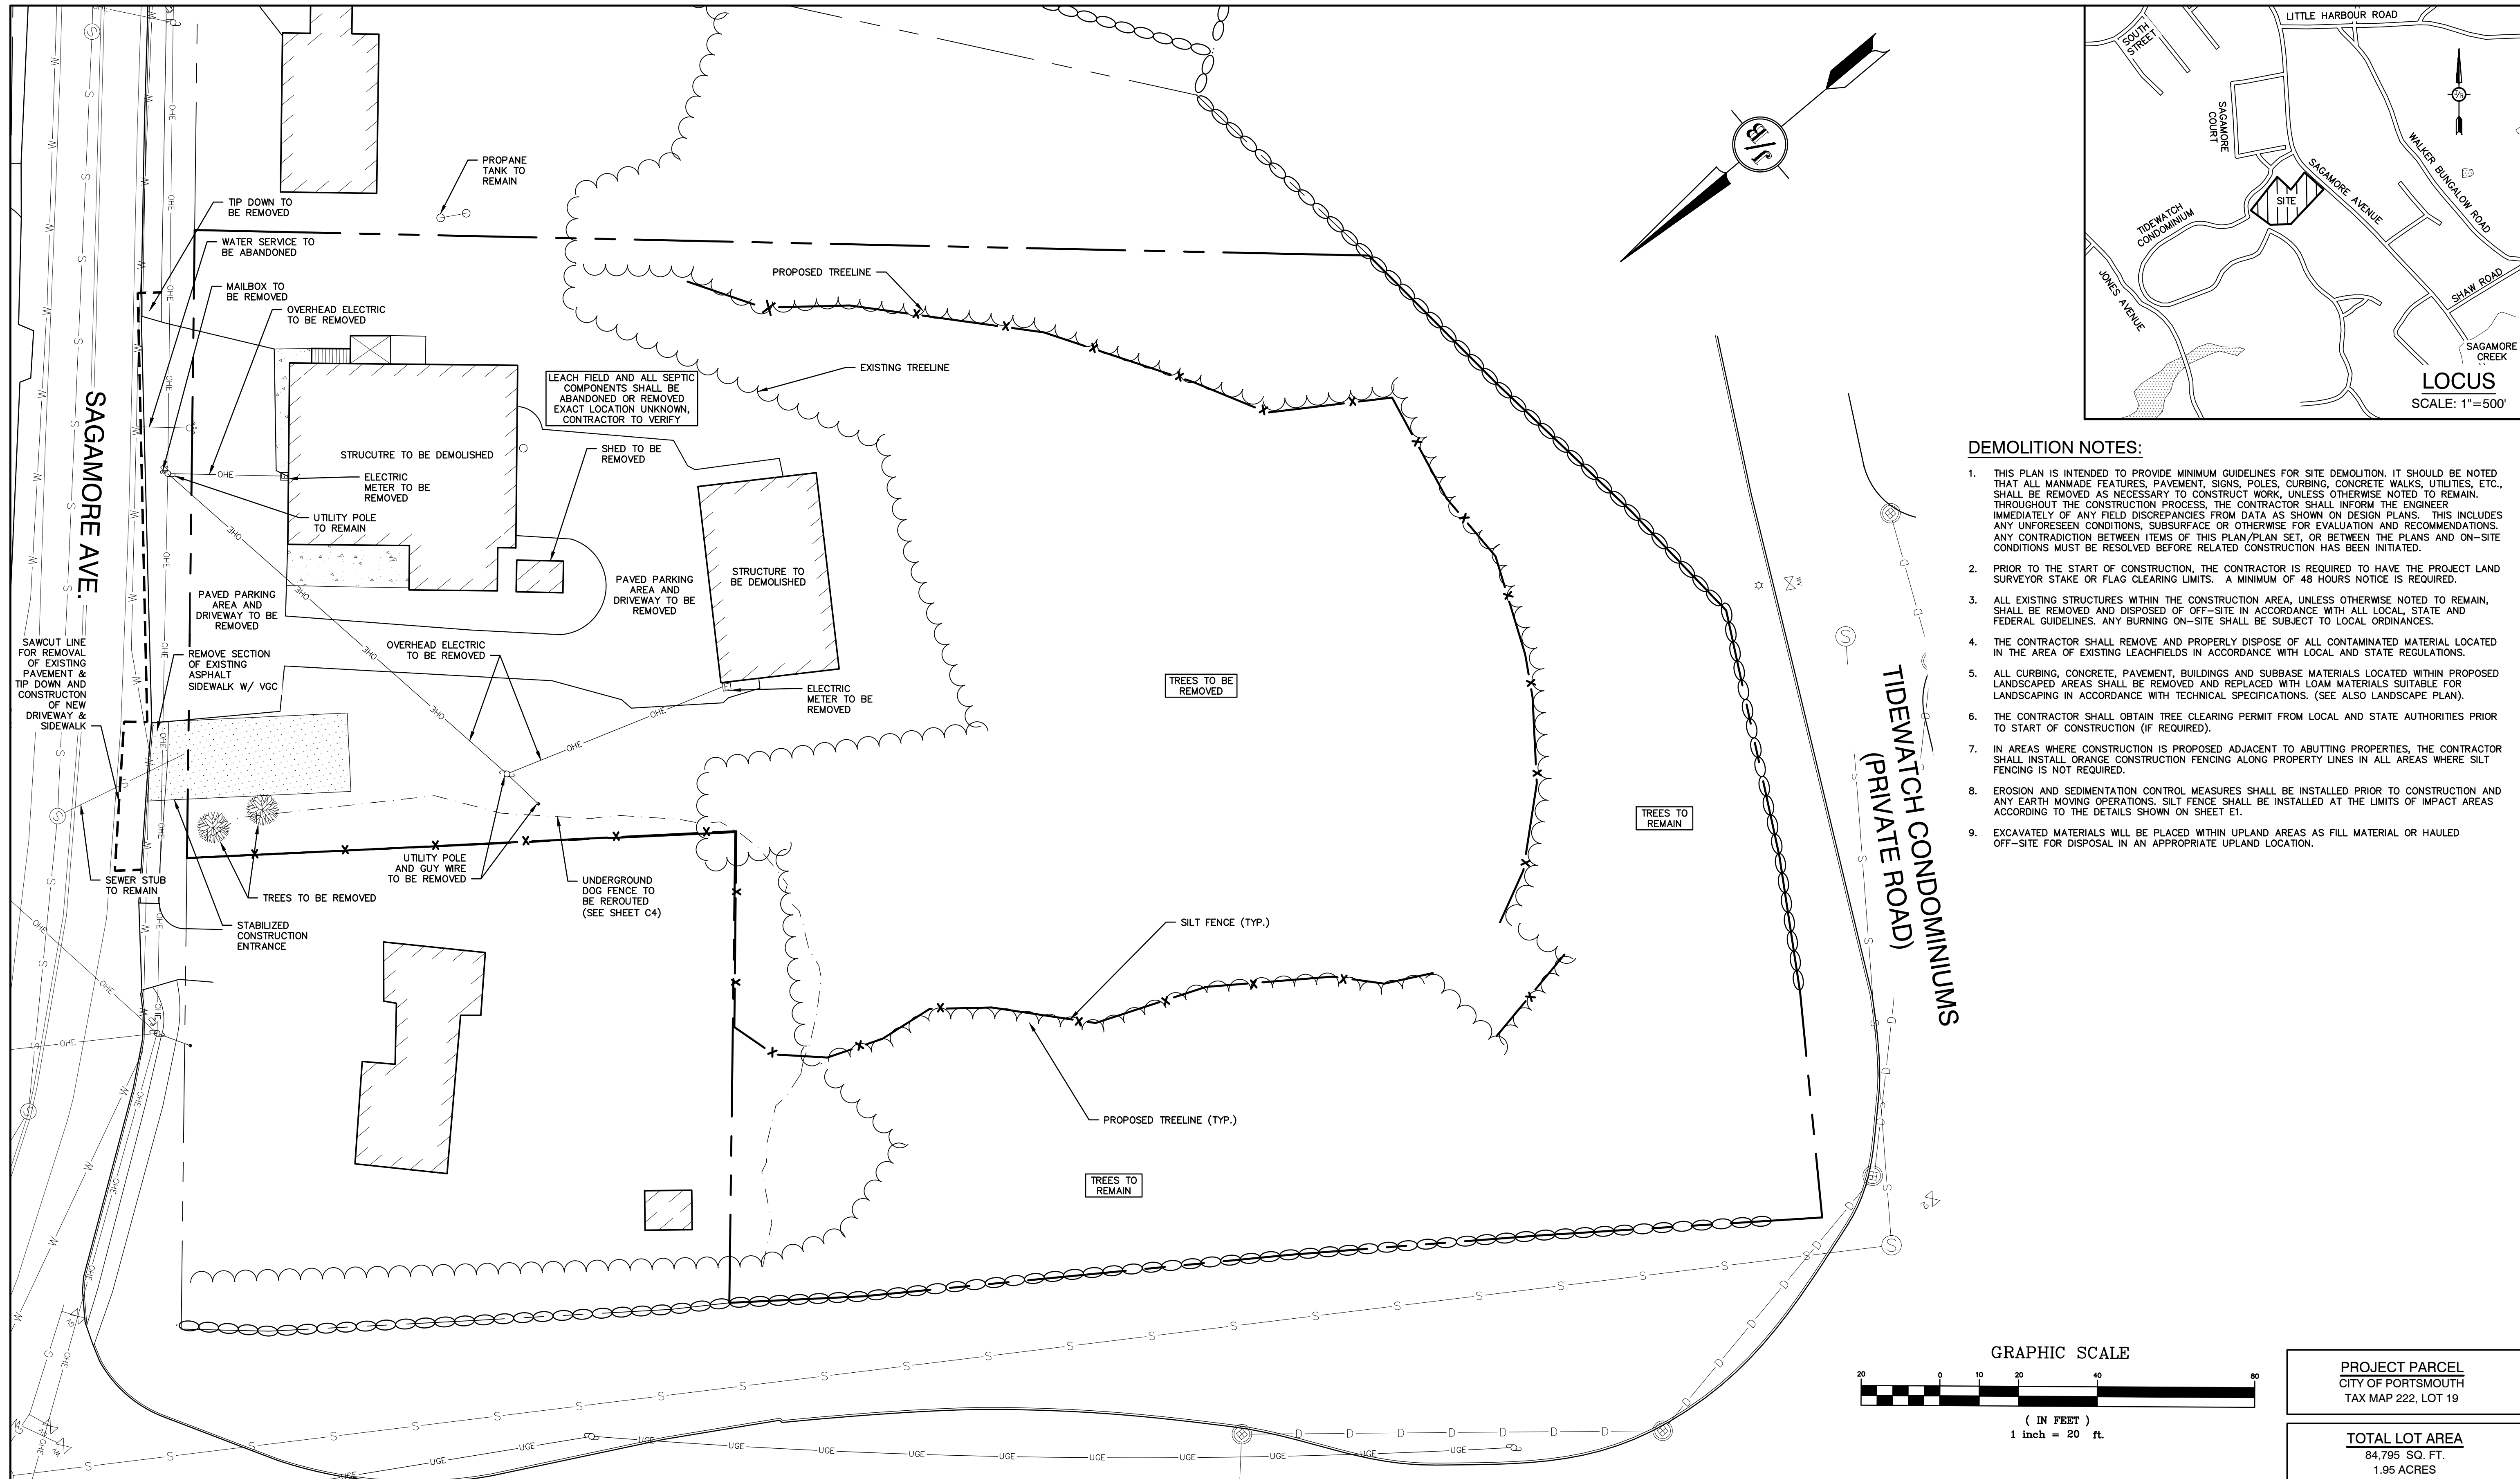 PROPANE
TANK TO
REMAIN
TIP DOWN TO
BE REMOVED
WATER SERVICE TO
BE ABANDONED
MAILBOX TO
BE REMOVED
OVERHEAD ELECTRIC
TO BE REMOVED
PROPOSED TREELINE
EXISTING TREELINE
LEACH FIELD AND ALL SEPTIC
COMPONENTS SHALL BE
ABANDONED OR REMOVED
EXACT LOCATION UNKNOWN,
CONTRACTOR TO VERIFY
STRUCUTRE TO BE DEMOLISHED
SHED TO BE
REMOVED
ELECTRIC
METER TO BE
REMOVED
UTILITY POLE
TO REMAIN
SAGAMORE AVE.
PAVED PARKING
AREA AND
DRIVEWAY TO BE
REMOVED
PAVED PARKING
AREA AND
DRIVEWAY TO BE
REMOVED
STRUCTURE TO
BE DEMOLISHED
SAWCUT LINE
FOR REMOVAL
OF EXISTING
PAVEMENT &
TIP DOWN AND
CONSTRUCTON
OF NEW
DRIVEWAY &
SIDEWALK
REMOVE SECTION
OF EXISTING
ASPHALT
SIDEWALK W/ VGC
OVERHEAD ELECTRIC
TO BE REMOVED
ELECTRIC
METER TO BE
REMOVED
TREES TO BE
REMOVED
TREES TO
REMAIN
SEWER STUB
TO REMAIN
TREES TO BE REMOVED
STABILIZED
CONSTRUCTION
ENTRANCE
UTILITY POLE
AND GUY WIRE
TO BE REMOVED
UNDERGROUND
DOG FENCE TO
BE REROUTED
(SEE SHEET C4)
SILT FENCE (TYP.)
PROPOSED TREELINE (TYP.)
TREES TO
REMAIN
TIDEWATCH CONDOMINIUMS
(PRIVATE ROAD)
J/B
LITTLE HARBOUR ROAD
SOUTH
STREET
SAGAMORE
COURT
SAGAMORE AVENUE
WALKER BUNGALOW ROAD
SITE
TIDEWATCH
CONDOMINIUM
JONES AVENUE
SHAW ROAD
SAGAMORE
CREEK
LOCUS
SCALE: 1"=500'
DEMOLITION NOTES:
1. THIS PLAN IS INTENDED TO PROVIDE MINIMUM GUIDELINES FOR SITE DEMOLITION. IT SHOULD BE NOTED
THAT ALL MANMADE FEATURES, PAVEMENT, SIGNS, POLES, CURBING, CONCRETE WALKS, UTILITIES, ETC.,
SHALL BE REMOVED AS NECESSARY TO CONSTRUCT WORK, UNLESS OTHERWISE NOTED TO REMAIN.
THROUGHOUT THE CONSTRUCTION PROCESS, THE CONTRACTOR SHALL INFORM THE ENGINEER
IMMEDIATELY OF ANY FIELD DISCREPANCIES FROM DATA AS SHOWN ON DESIGN PLANS. THIS INCLUDES
ANY UNFORESEEN CONDITIONS, SUBSURFACE OR OTHERWISE FOR EVALUATION AND RECOMMENDATIONS.
ANY CONTRADICTION BETWEEN ITEMS OF THIS PLAN/PLAN SET, OR BETWEEN THE PLANS AND ON-SITE
CONDITIONS MUST BE RESOLVED BEFORE RELATED CONSTRUCTION HAS BEEN INITIATED.
2. PRIOR TO THE START OF CONSTRUCTION, THE CONTRACTOR IS REQUIRED TO HAVE THE PROJECT LAND
SURVEYOR STAKE OR FLAG CLEARING LIMITS. A MINIMUM OF 48 HOURS NOTICE IS REQUIRED.
3. ALL EXISTING STRUCTURES WITHIN THE CONSTRUCTION AREA, UNLESS OTHERWISE NOTED TO REMAIN,
SHALL BE REMOVED AND DISPOSED OF OFF-SITE IN ACCORDANCE WITH ALL LOCAL, STATE AND
FEDERAL GUIDELINES. ANY BURNING ON-SITE SHALL BE SUBJECT TO LOCAL ORDINANCES.
4. THE CONTRACTOR SHALL REMOVE AND PROPERLY DISPOSE OF ALL CONTAMINATED MATERIAL LOCATED
IN THE AREA OF EXISTING LEACHFIELDS IN ACCORDANCE WITH LOCAL AND STATE REGULATIONS.
5. ALL CURBING, CONCRETE, PAVEMENT, BUILDINGS AND SUBBASE MATERIALS LOCATED WITHIN PROPOSED
LANDSCAPED AREAS SHALL BE REMOVED AND REPLACED WITH LOAM MATERIALS SUITABLE FOR
LANDSCAPING IN ACCORDANCE WITH TECHNICAL SPECIFICATIONS. (SEE ALSO LANDSCAPE PLAN).
6. THE CONTRACTOR SHALL OBTAIN TREE CLEARING PERMIT FROM LOCAL AND STATE AUTHORITIES PRIOR
TO START OF CONSTRUCTION (IF REQUIRED).
7. IN AREAS WHERE CONSTRUCTION IS PROPOSED ADJACENT TO ABUTTING PROPERTIES, THE CONTRACTOR
SHALL INSTALL ORANGE CONSTRUCTION FENCING ALONG PROPERTY LINES IN ALL AREAS WHERE SILT
FENCING IS NOT REQUIRED.
8. EROSION AND SEDIMENTATION CONTROL MEASURES SHALL BE INSTALLED PRIOR TO CONSTRUCTION AND
ANY EARTH MOVING OPERATIONS. SILT FENCE SHALL BE INSTALLED AT THE LIMITS OF IMPACT AREAS
ACCORDING TO THE DETAILS SHOWN ON SHEET E1.
9. EXCAVATED MATERIALS WILL BE PLACED WITHIN UPLAND AREAS AS FILL MATERIAL OR HAULED
OFF-SITE FOR DISPOSAL IN AN APPROPRIATE UPLAND LOCATION.
GRAPHIC SCALE
20 0 10 20 40 80
( IN FEET )
1 inch = 20 ft.
PROJECT PARCEL
CITY OF PORTSMOUTH
TAX MAP 222, LOT 19
TOTAL LOT AREA
84,795 SQ. FT.
1.95 ACRES